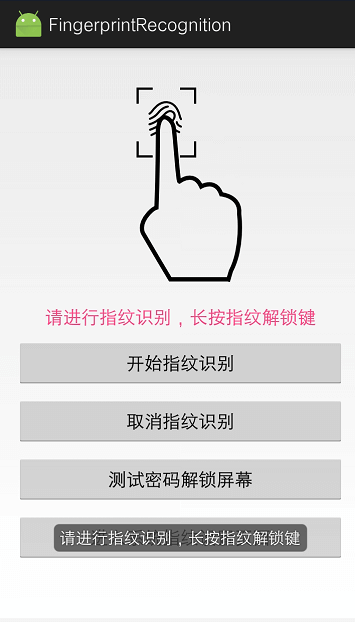 FingerprintRecognition
请进行指纹识别，长按指纹解锁键
开始指纹识别
取消指纹识别
测试密码解锁屏幕
请进行指纹识别，长按指纹解锁键